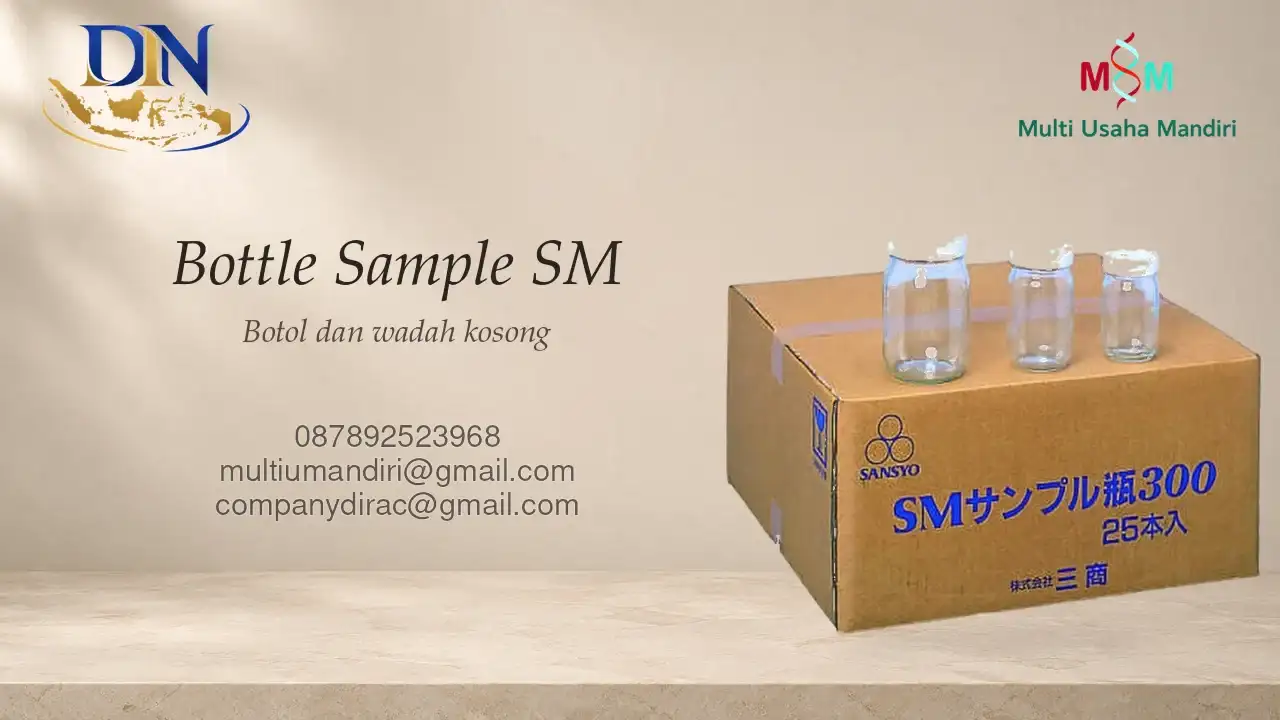 DN
MSM
Multi Usaha Mandiri
Bottle Sample SM
Botol dan wadah kosong
087892523968
multiumandiri@gmail.com
companydirac@gmail.com
SANSYO
SMサンプル瓶300
25本入
株式会社三商